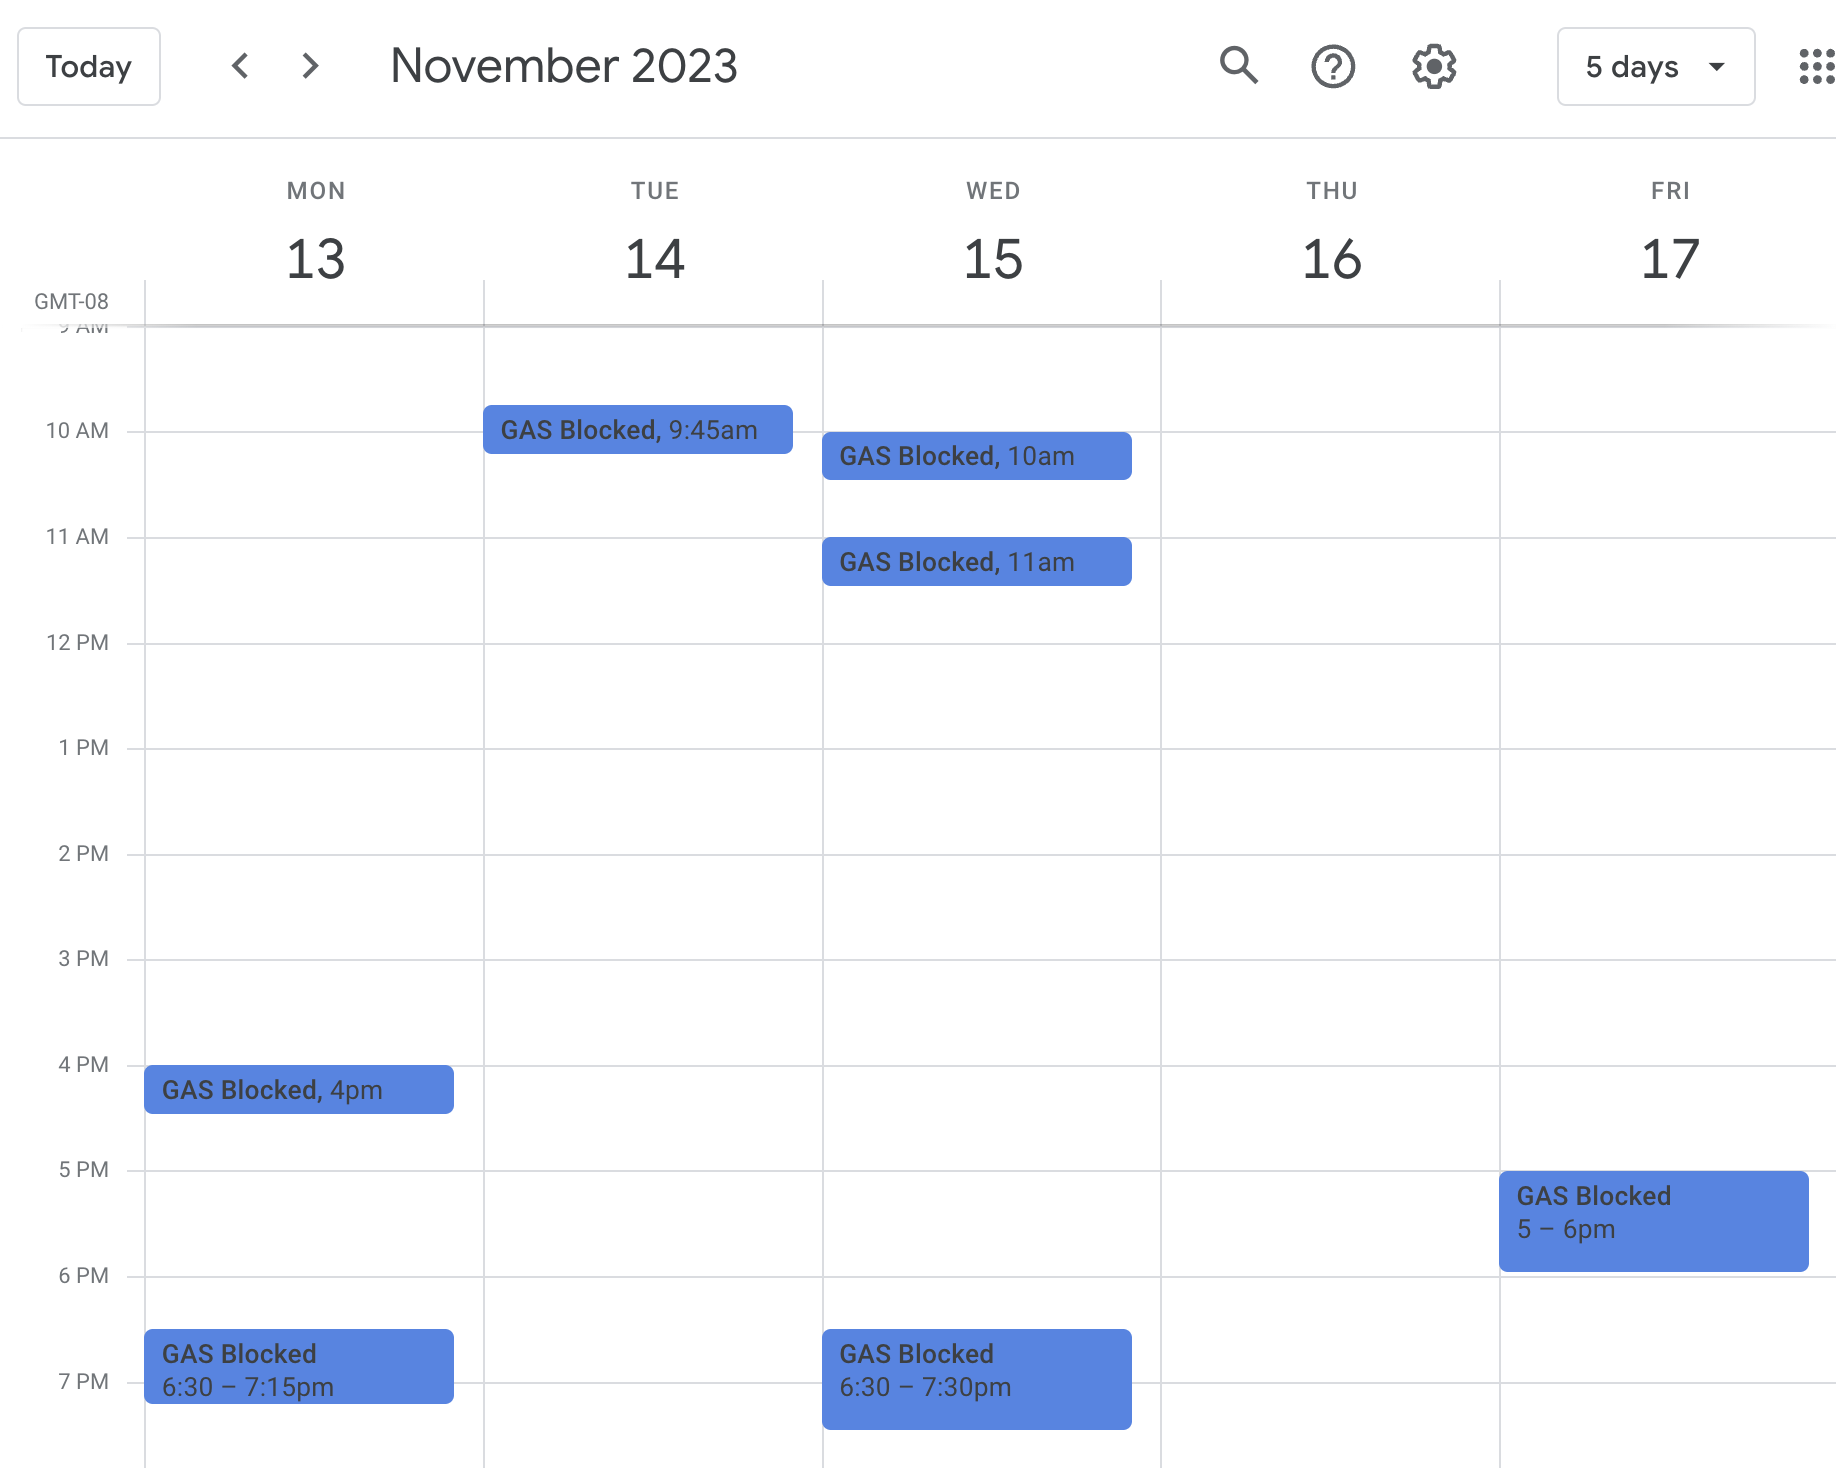 Today
November 2023
5 days
MON
TUE
WED
THU
FRI
13
14
15
16
17
GMT-08
9 AM
10 AM
GAS Blocked, 9:45am
GAS Blocked, 10am
11 AM
GAS Blocked, 11am
12 PM
1 PM
2 PM
3 PM
4 PM
GAS Blocked, 4pm
5 PM
GAS Blocked
5 – 6pm
6 PM
GAS Blocked
6:30 – 7:15pm
GAS Blocked
6:30 – 7:30pm
7 PM